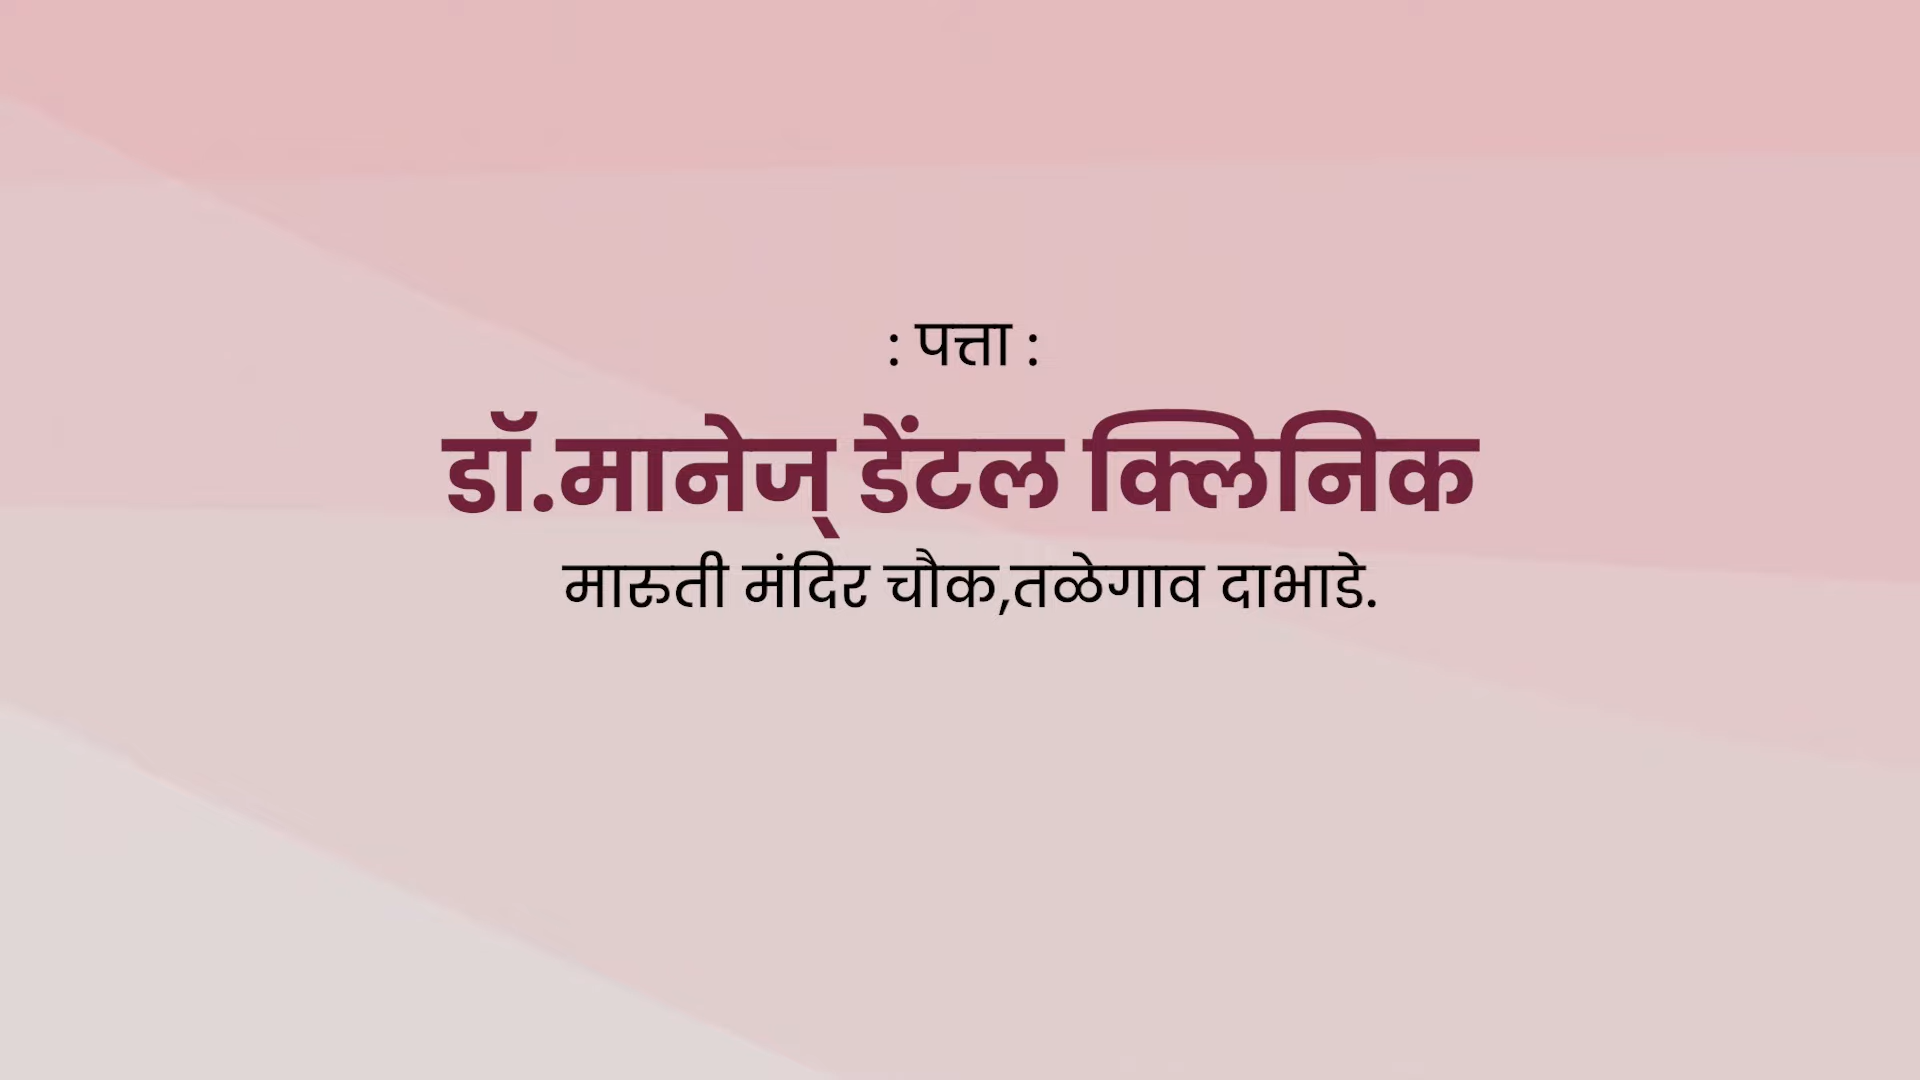 : पत्ता :
डॉ.मानेज् डेंटल क्लिनिक
मारुती मंदिर चौक,तळेगाव दाभाडे.